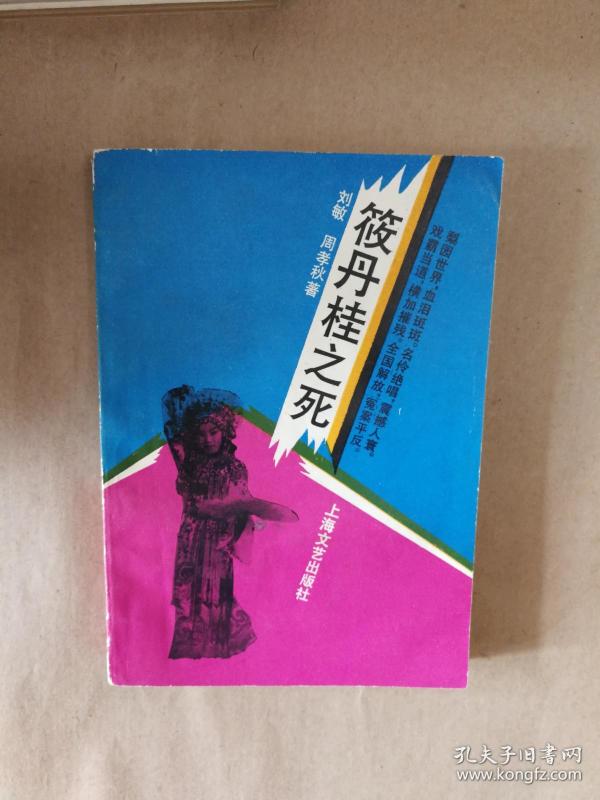 梨园世界，血泪斑斑。名伶绝唱，震撼人寰。
戏霸当道，横加摧残。全国解放，冤案平反。
筱丹桂之死
刘敏 周孝秋著
上海文艺出版社
孔夫子旧书网
www.kongfz.com